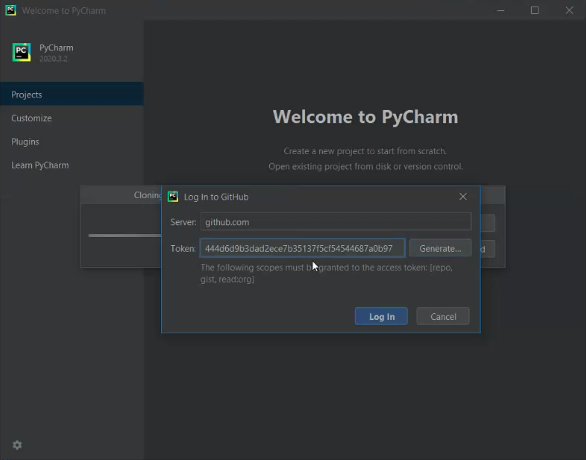 Welcome to PyCharm
PyCharm
2020.3.2
Projects
Customize
Plugins
Learn PyCharm
Welcome to PyCharm
Create a new project to start from scratch.
Open existing project from disk or version control.
Log In to GitHub
Server: github.com
Token: 444d6d9b3dad2ece7b35137f5cf54544687a0b97 Generate...
The following scopes must be granted to the access token: [repo,
gist, read:org]
Log In Cancel